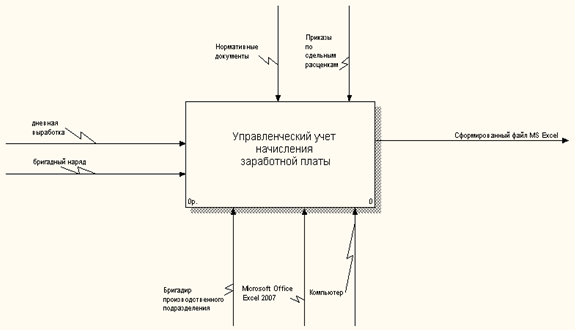 Нормативные
документы
Приказы
по
сдельным
расценкам
дневная
выработка
бригадный наряд
Управленческий учет
начисления
заработной платы
0р.
0
Сформированный файл MS Excel
Бригадир
производственного
подразделения
Microsoft Office
Excel 2007
Компьютер